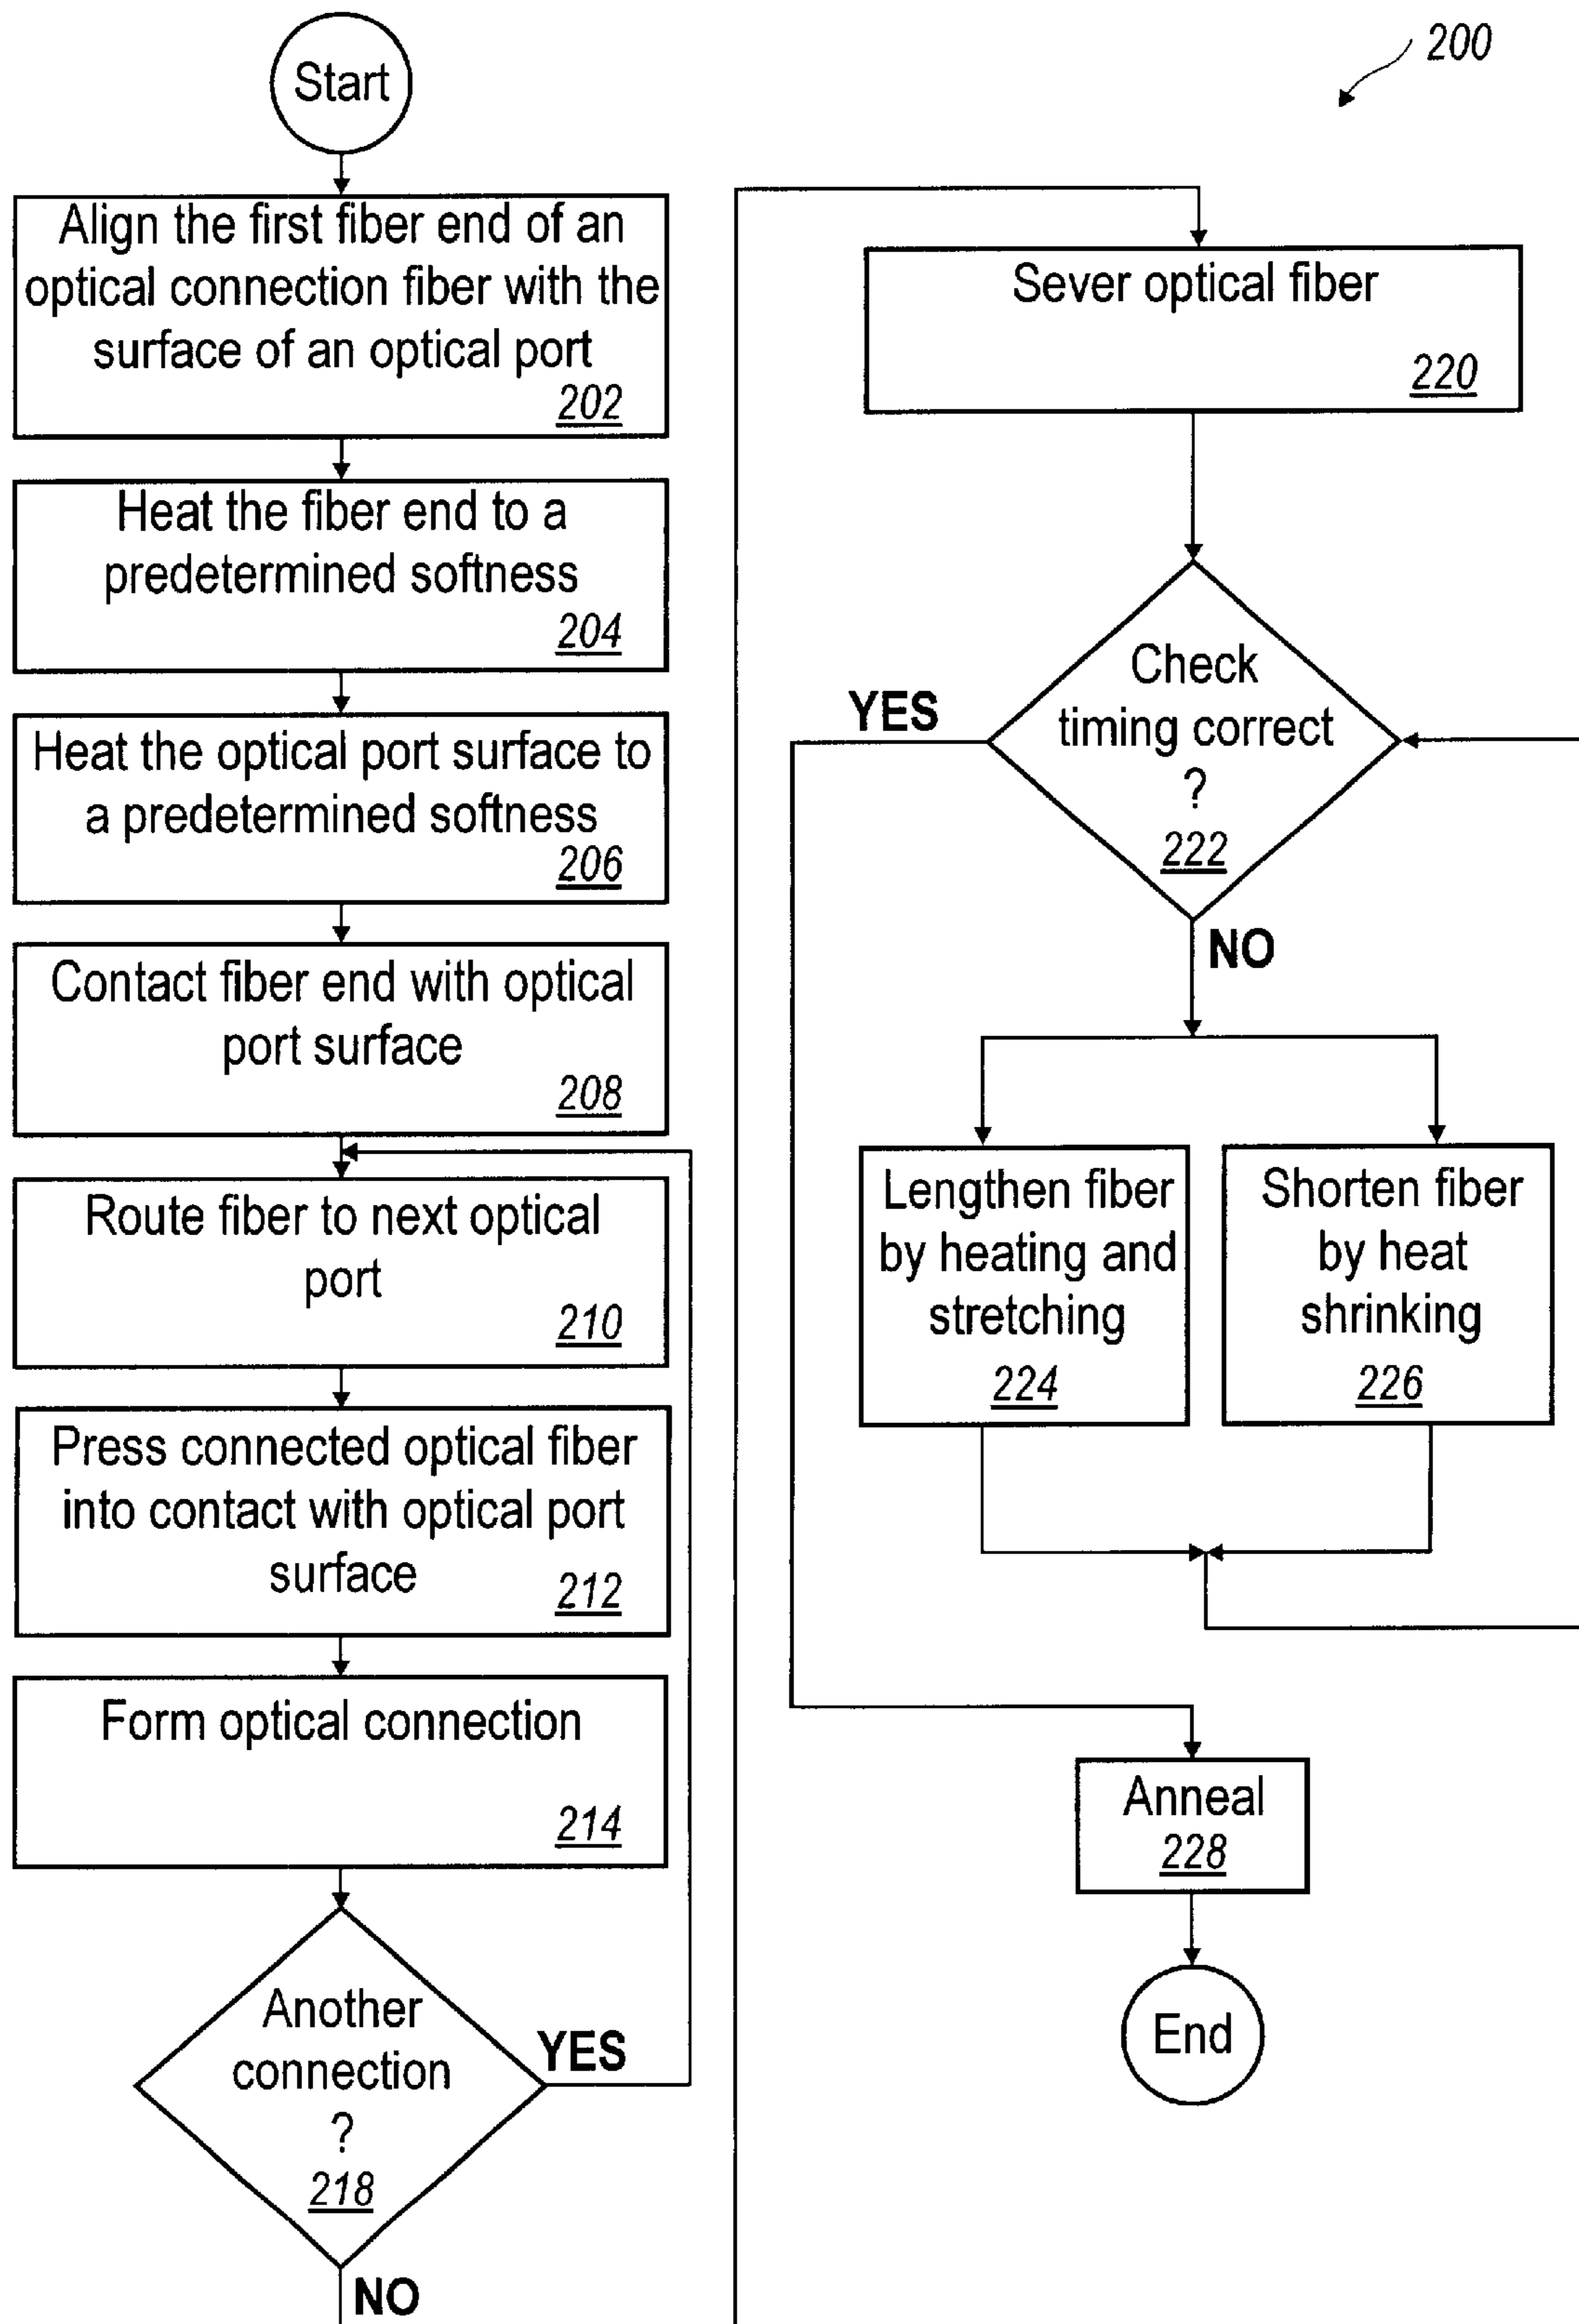 200
Start
Align the first fiber end of an
optical connection fiber with the
surface of an optical port
202
Heat the fiber end to a
predetermined softness
204
Heat the optical port surface to
a predetermined softness
206
Contact fiber end with optical
port surface
208
Route fiber to next optical
port
210
Press connected optical fiber
into contact with optical port
surface
212
Form optical connection
214
Another
connection
?
218
YES
NO
Sever optical fiber
220
Check
timing correct
?
222
YES
NO
Lengthen fiber
by heating and
stretching
224
Shorten fiber
by heat
shrinking
226
Anneal
228
End